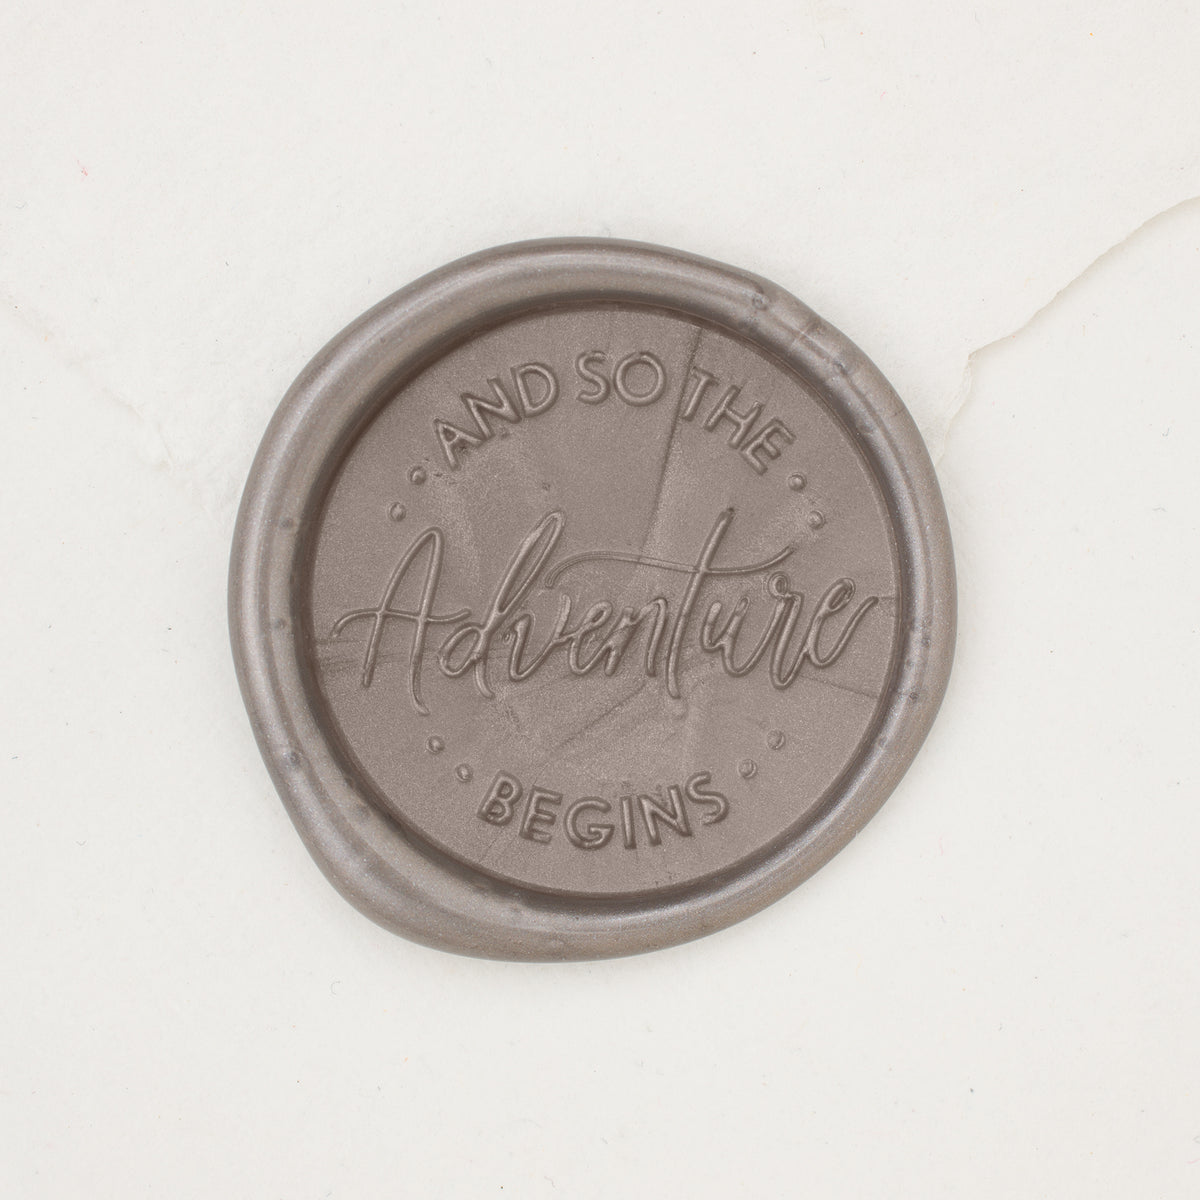 AND SO THE
Adventure
BEGINS